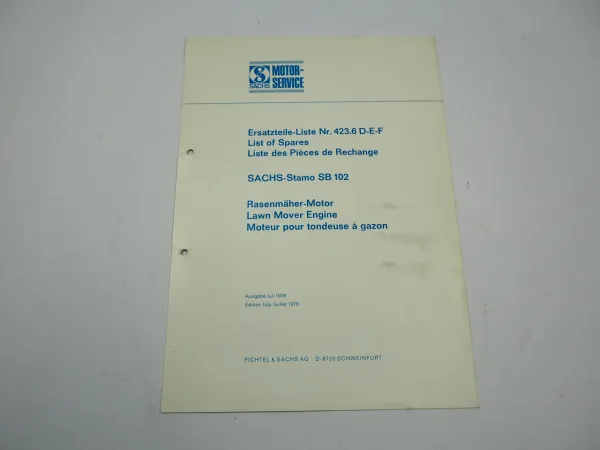 S
SACHS
MOTOR-
SERVICE
Ersatzteile-Liste Nr. 423.6 D-E-F
List of Spares
Liste des Pièces de Rechange
SACHS-Stamo SB 102
Rasenmäher-Motor
Lawn Mover Engine
Moteur pour tondeuse à gazon
Ausgabe Juli 1978
Edition July/Juillet 1978
FICHTEL & SACHS AG D-8720 SCHWEINFURT